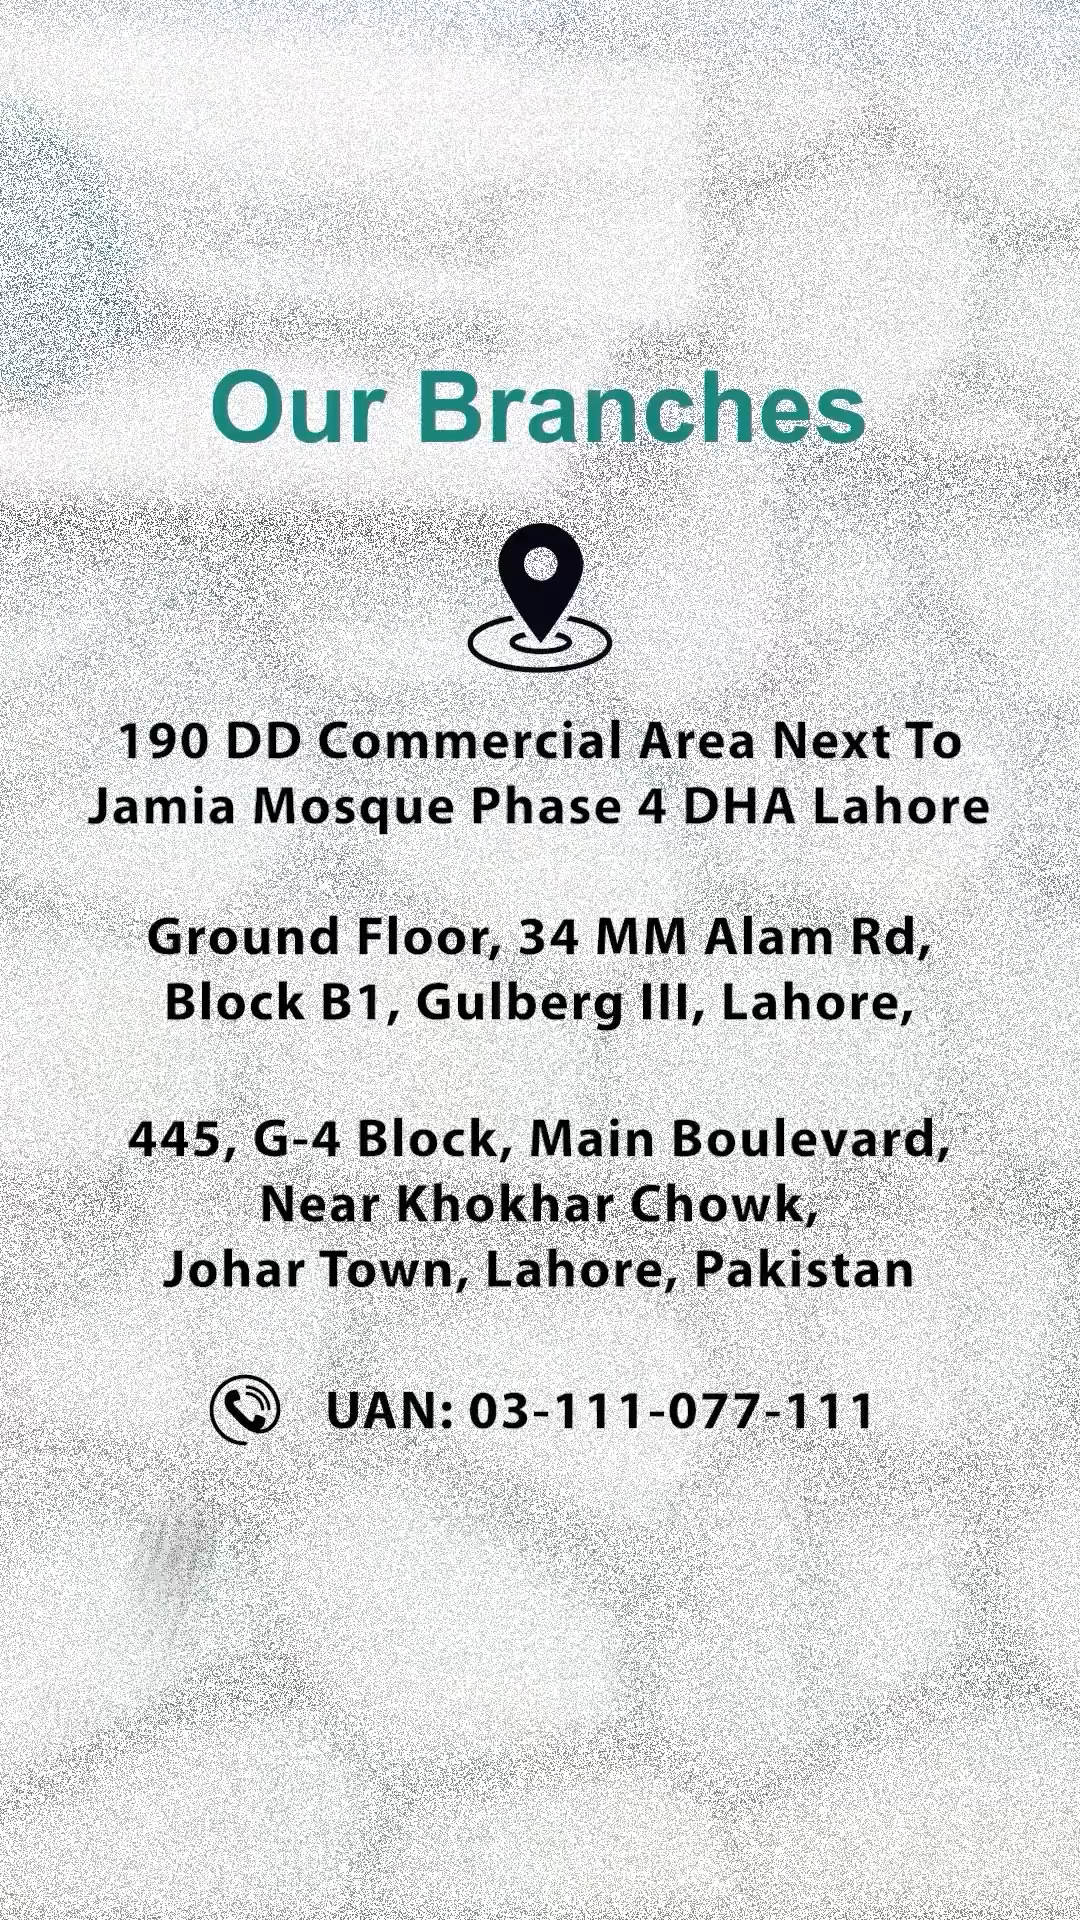 Our Branches
190 DD Commercial Area Next To
Jamia Mosque Phase 4 DHA Lahore
Ground Floor, 34 MM Alam Rd,
Block B1, Gulberg III, Lahore,
445, G-4 Block, Main Boulevard,
Near Khokhar Chowk,
Johar Town, Lahore, Pakistan
UAN: 03-111-077-111